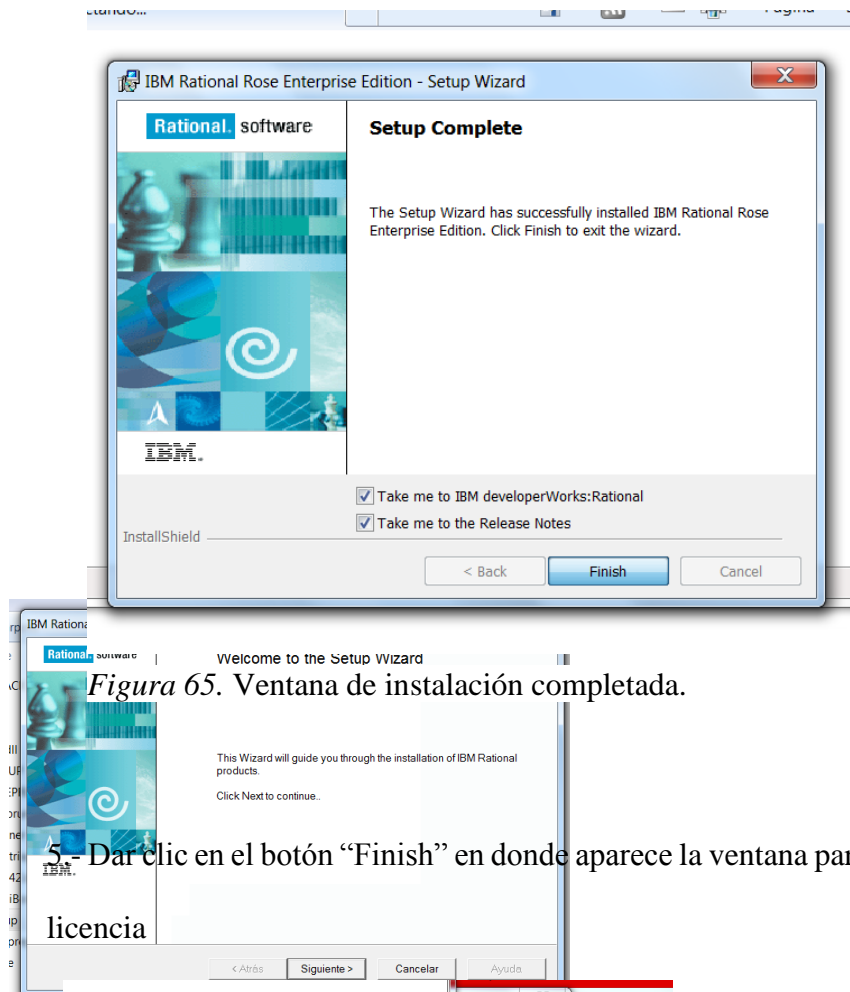 IBM Rational Rose Enterprise Edition - Setup Wizard
X
Rational. software
Setup Complete
The Setup Wizard has successfully installed IBM Rational Rose
Enterprise Edition. Click Finish to exit the wizard.
IBM.
Take me to IBM developerWorks:Rational
Take me to the Release Notes
InstallShield
< Back
Finish
Cancel
IBM Rationa
Rational. software
Welcome to the Setup Wizard
Figura 65. Ventana de instalación completada.
This Wizard will guide you through the installation of IBM Rational
products.
Click Next to continue..
5.- Dar clic en el botón “Finish” en donde aparece la ventana par
IBM.
licencia
< Atrás
Siguiente >
Cancelar
Ayuda